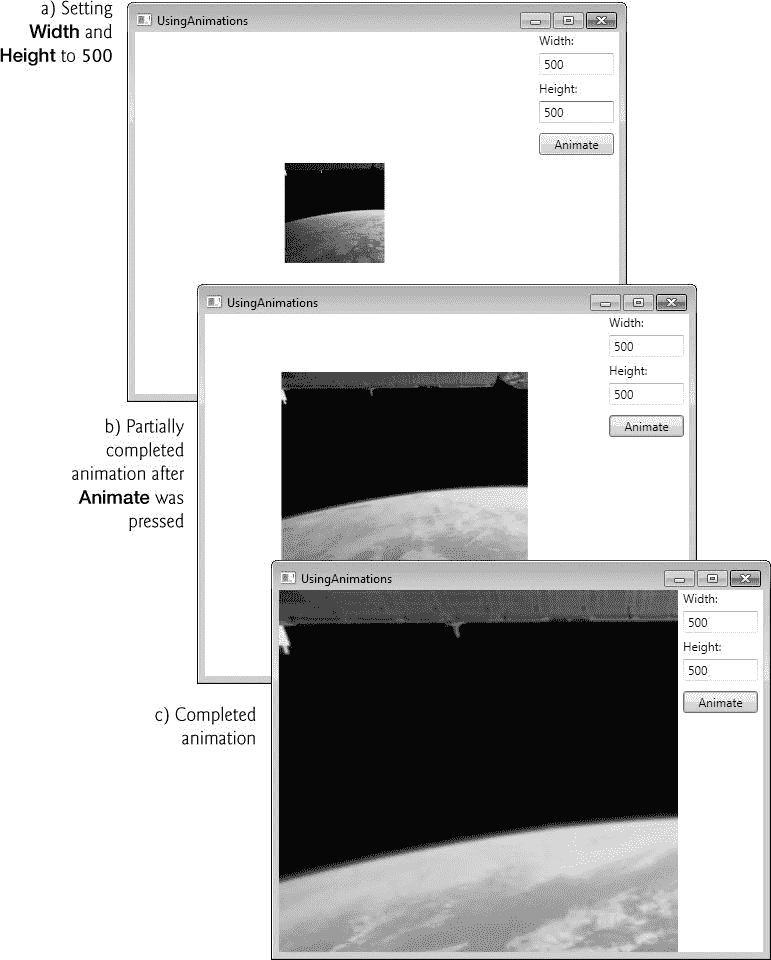 a) Setting
Width and
Height to 500
UsingAnimations
Width:
500
Height:
500
Animate
b) Partially
completed
animation after
Animate was
pressed
UsingAnimations
Width:
500
Height:
500
Animate
c) Completed
animation
UsingAnimations
Width:
500
Height:
500
Animate